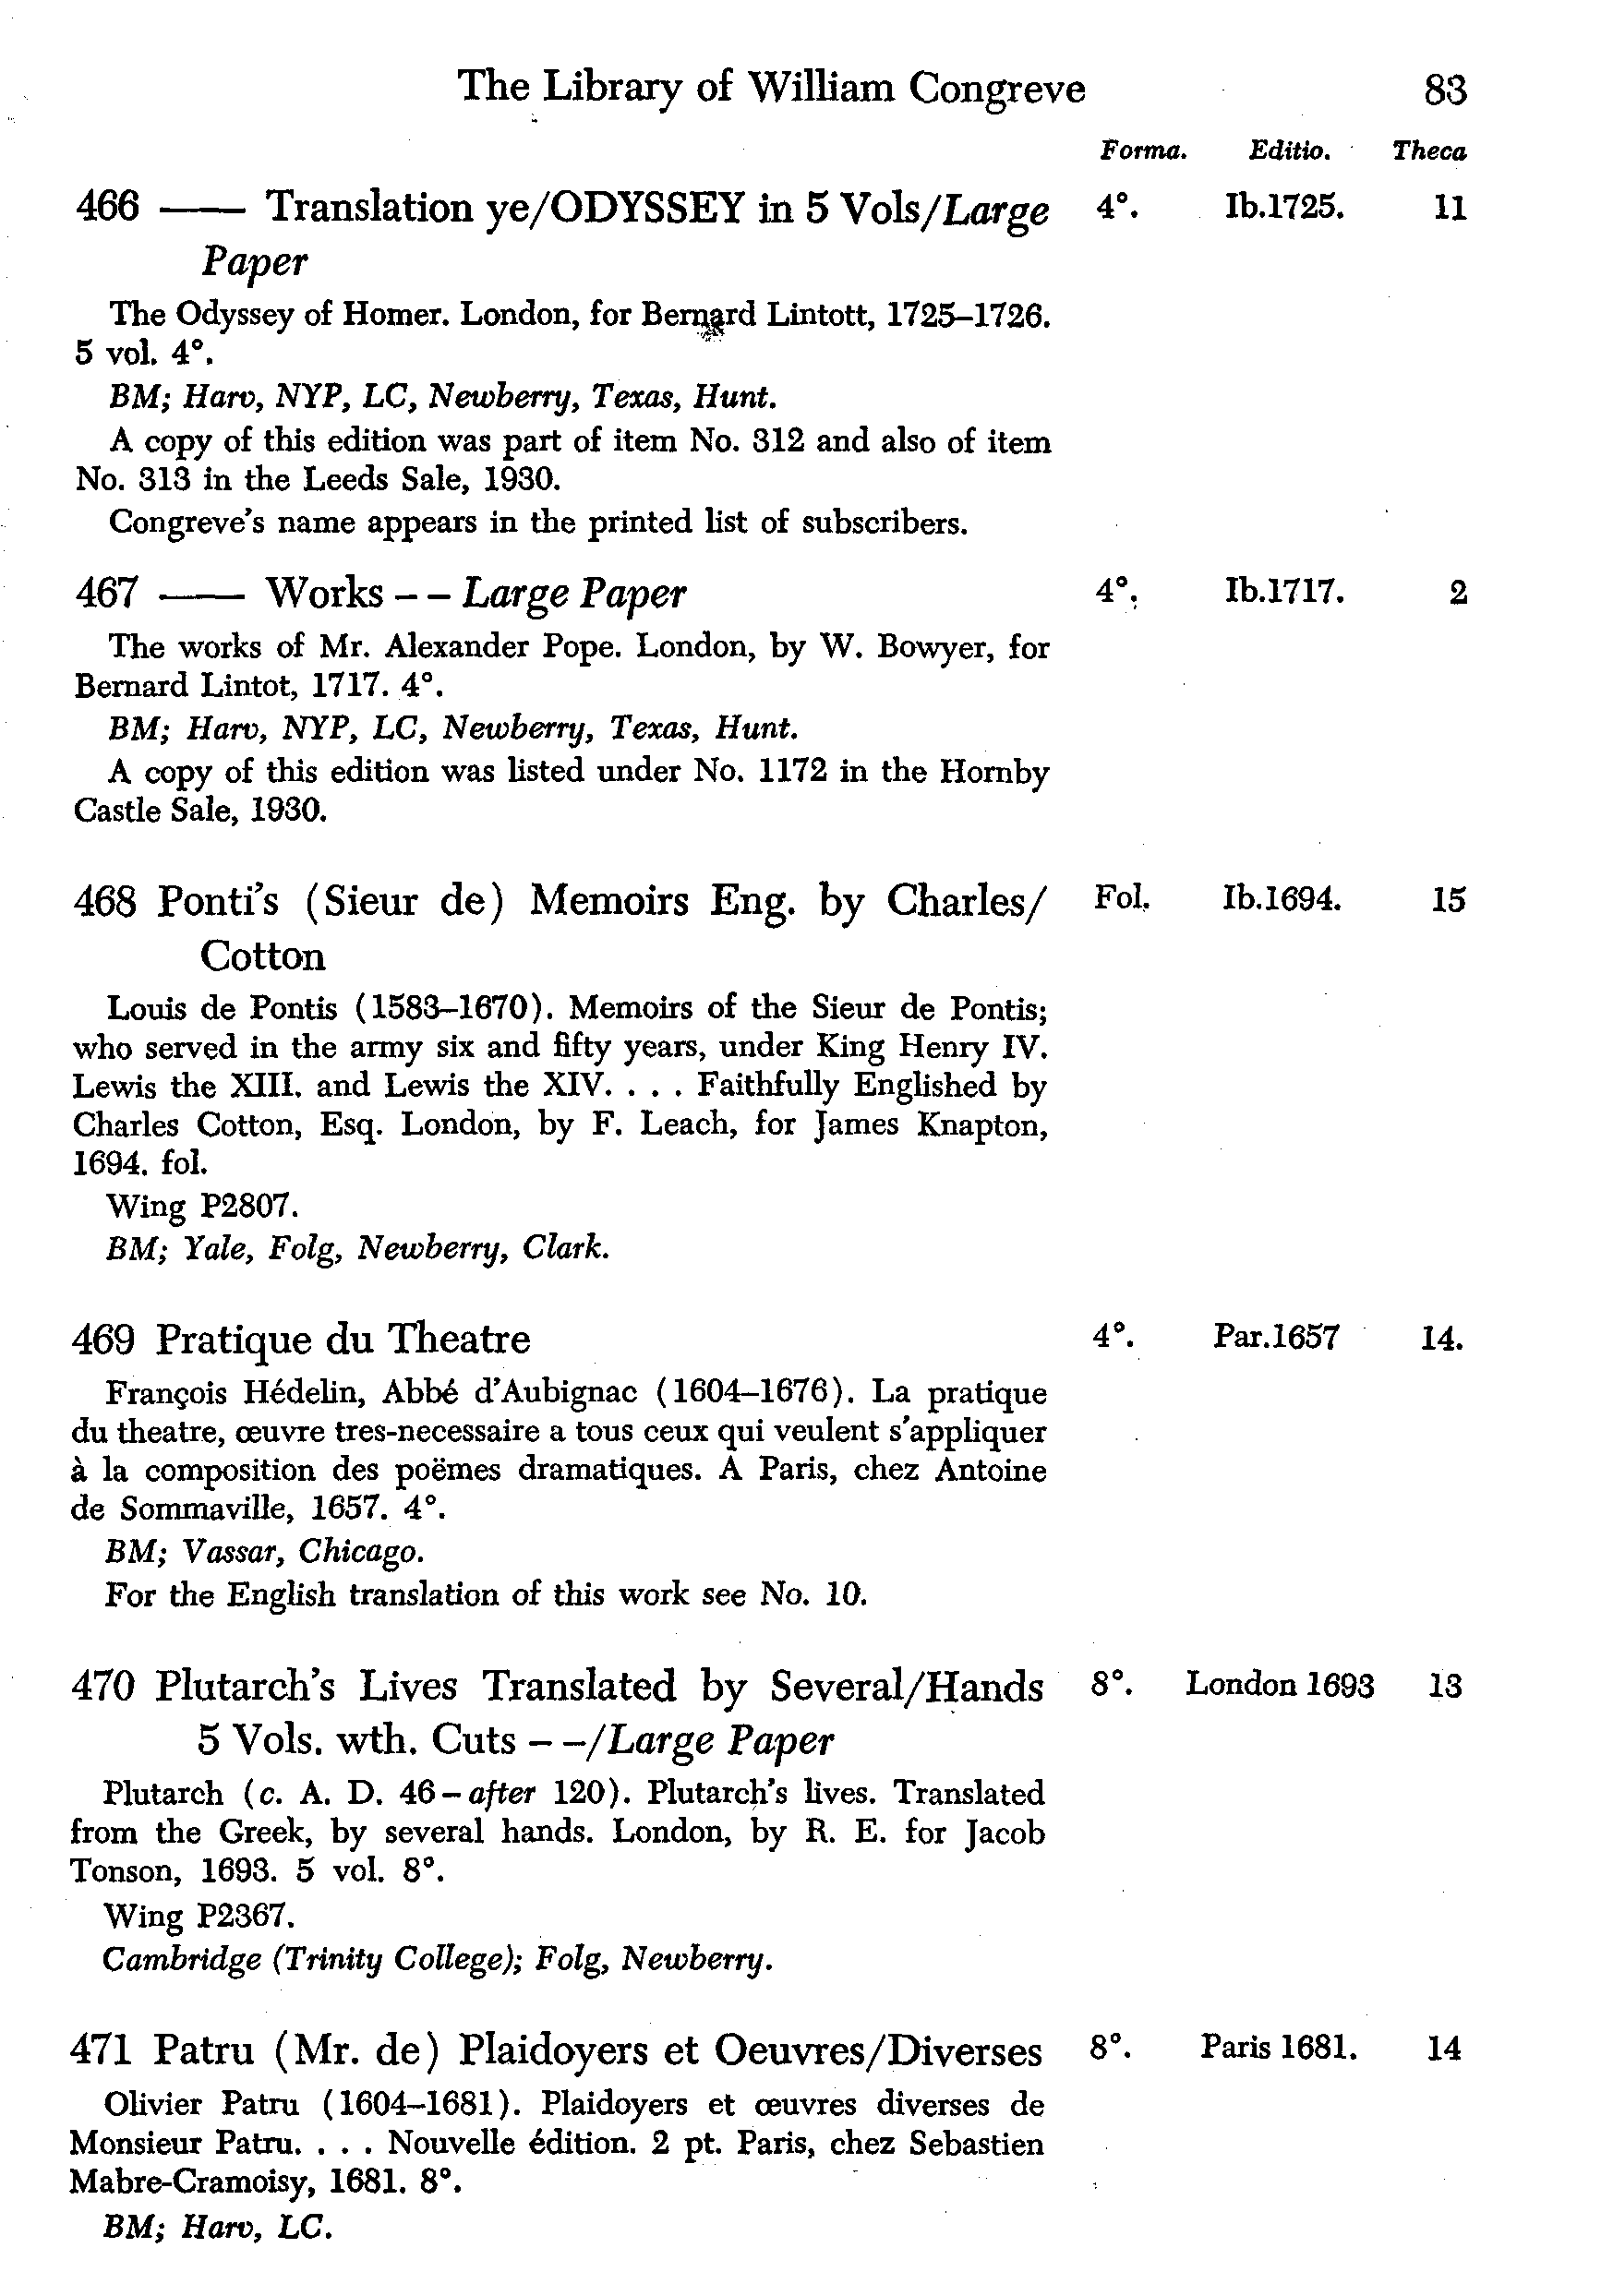 The Library of William Congreve 83
Forma. Editio. Theca
466 —— Translation ye/ODYSSEY in 5 Vols/Large 4°. Ib.1725. 11
Paper
The Odyssey of Homer. London, for Bernard Lintott, 1725–1726.
5 vol. 4°.
BM; Harv, NYP, LC, Newberry, Texas, Hunt.
A copy of this edition was part of item No. 312 and also of item
No. 313 in the Leeds Sale, 1930.
Congreve's name appears in the printed list of subscribers.
467 —— Works – – Large Paper 4°. Ib.1717. 2
The works of Mr. Alexander Pope. London, by W. Bowyer, for
Bernard Lintot, 1717. 4°.
BM; Harv, NYP, LC, Newberry, Texas, Hunt.
A copy of this edition was listed under No. 1172 in the Hornby
Castle Sale, 1930.
468 Ponti's (Sieur de) Memoirs Eng. by Charles/ Fol. Ib.1694. 15
Cotton
Louis de Pontis (1583–1670). Memoirs of the Sieur de Pontis;
who served in the army six and fifty years, under King Henry IV.
Lewis the XIII. and Lewis the XIV. . . . Faithfully Englished by
Charles Cotton, Esq. London, by F. Leach, for James Knapton,
1694. fol.
Wing P2807.
BM; Yale, Folg, Newberry, Clark.
469 Pratique du Theatre 4°. Par.1657 14.
François Hédelin, Abbé d'Aubignac (1604–1676). La pratique
du theatre, œuvre tres-necessaire a tous ceux qui veulent s'appliquer
à la composition des poëmes dramatiques. A Paris, chez Antoine
de Sommaville, 1657. 4°.
BM; Vassar, Chicago.
For the English translation of this work see No. 10.
470 Plutarch's Lives Translated by Several/Hands 8°. London 1693 13
5 Vols. wth. Cuts – –/Large Paper
Plutarch (c. A. D. 46 – after 120). Plutarch's lives. Translated
from the Greek, by several hands. London, by R. E. for Jacob
Tonson, 1693. 5 vol. 8°.
Wing P2367.
Cambridge (Trinity College); Folg, Newberry.
471 Patru (Mr. de) Plaidoyers et Oeuvres/Diverses 8°. Paris 1681. 14
Olivier Patru (1604–1681). Plaidoyers et œuvres diverses de
Monsieur Patru. . . . Nouvelle édition. 2 pt. Paris, chez Sebastien
Mabre-Cramoisy, 1681. 8°.
BM; Harv, LC.